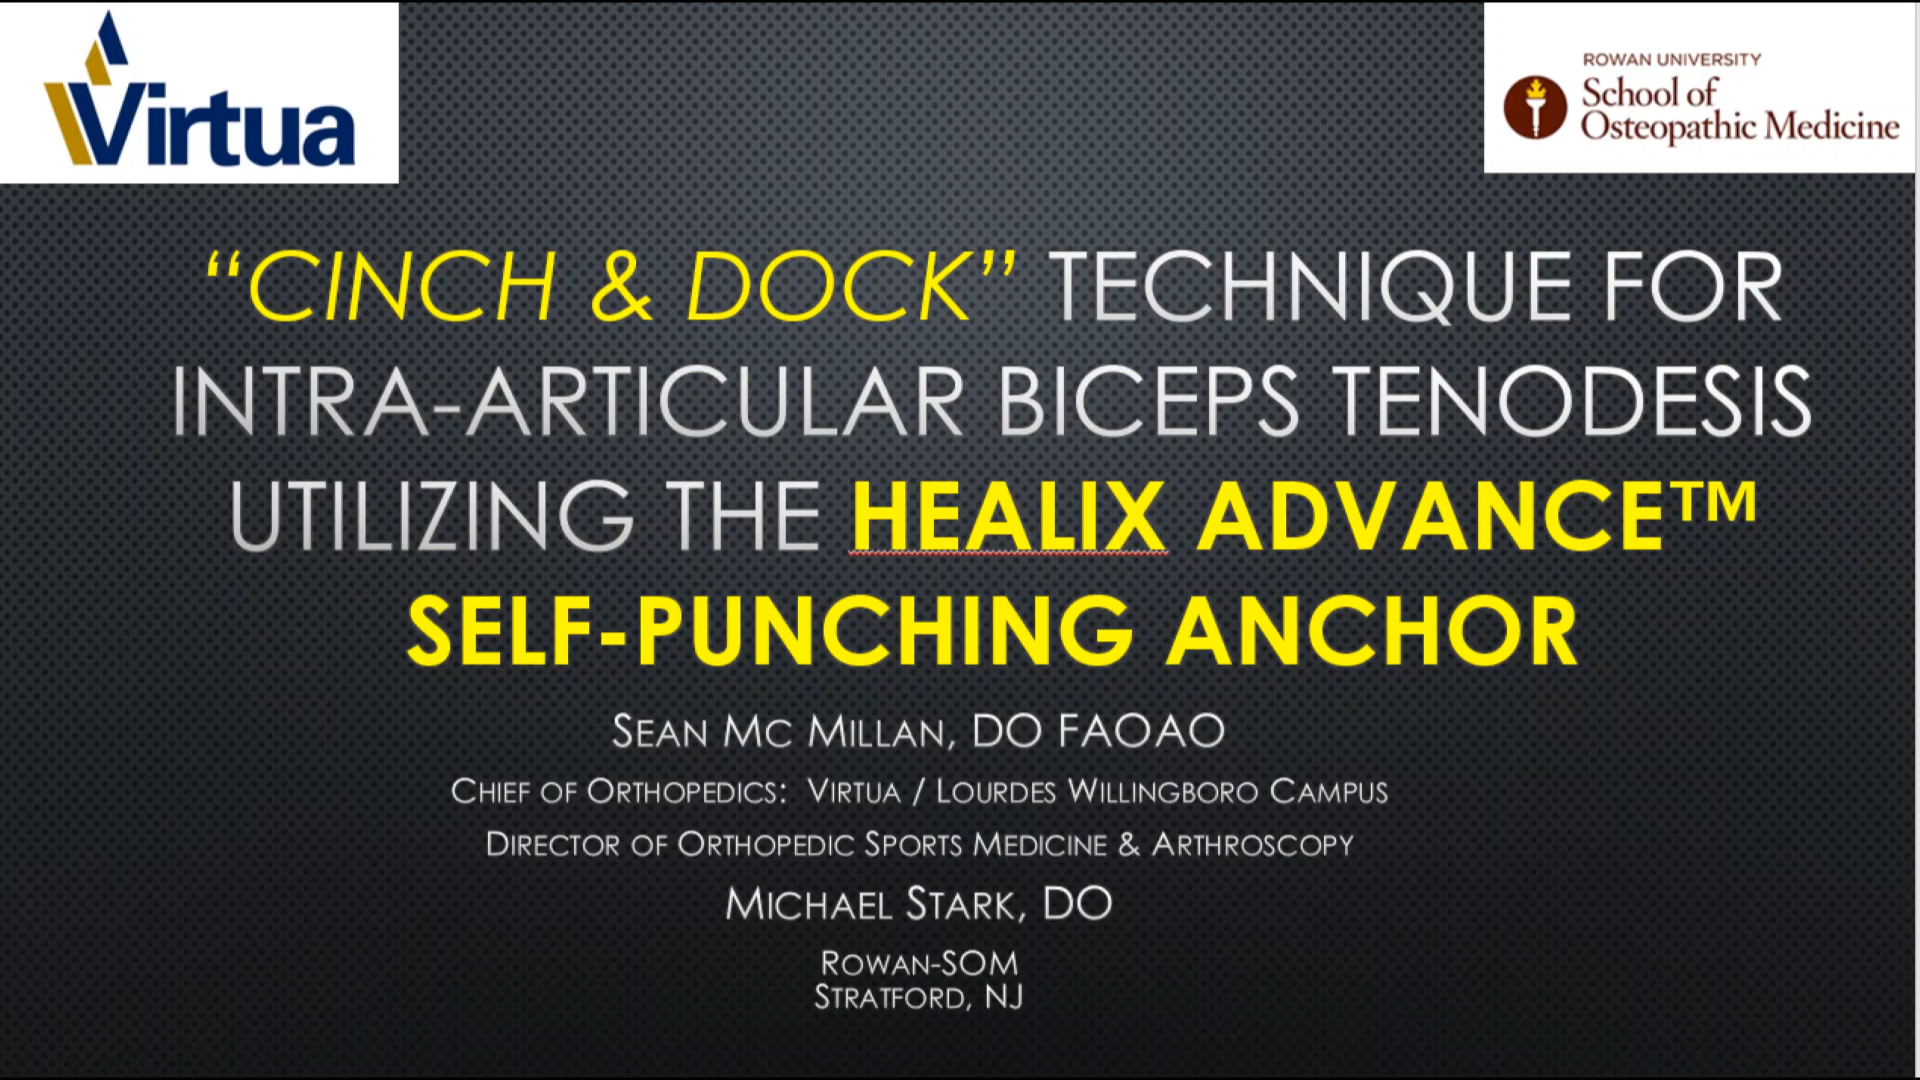 Virtua
ROWAN UNIVERSITY
School of
Osteopathic Medicine
“CINCH & DOCK” TECHNIQUE FOR
INTRA-ARTICULAR BICEPS TENODESIS
UTILIZING THE HEALIX ADVANCE™
SELF-PUNCHING ANCHOR
SEAN MC MILLAN, DO FAOAO
CHIEF OF ORTHOPEDICS: VIRTUA / LOURDES WILLINGBORO CAMPUS
DIRECTOR OF ORTHOPEDIC SPORTS MEDICINE & ARTHROSCOPY
MICHAEL STARK, DO
ROWAN-SOM
STRATFORD, NJ